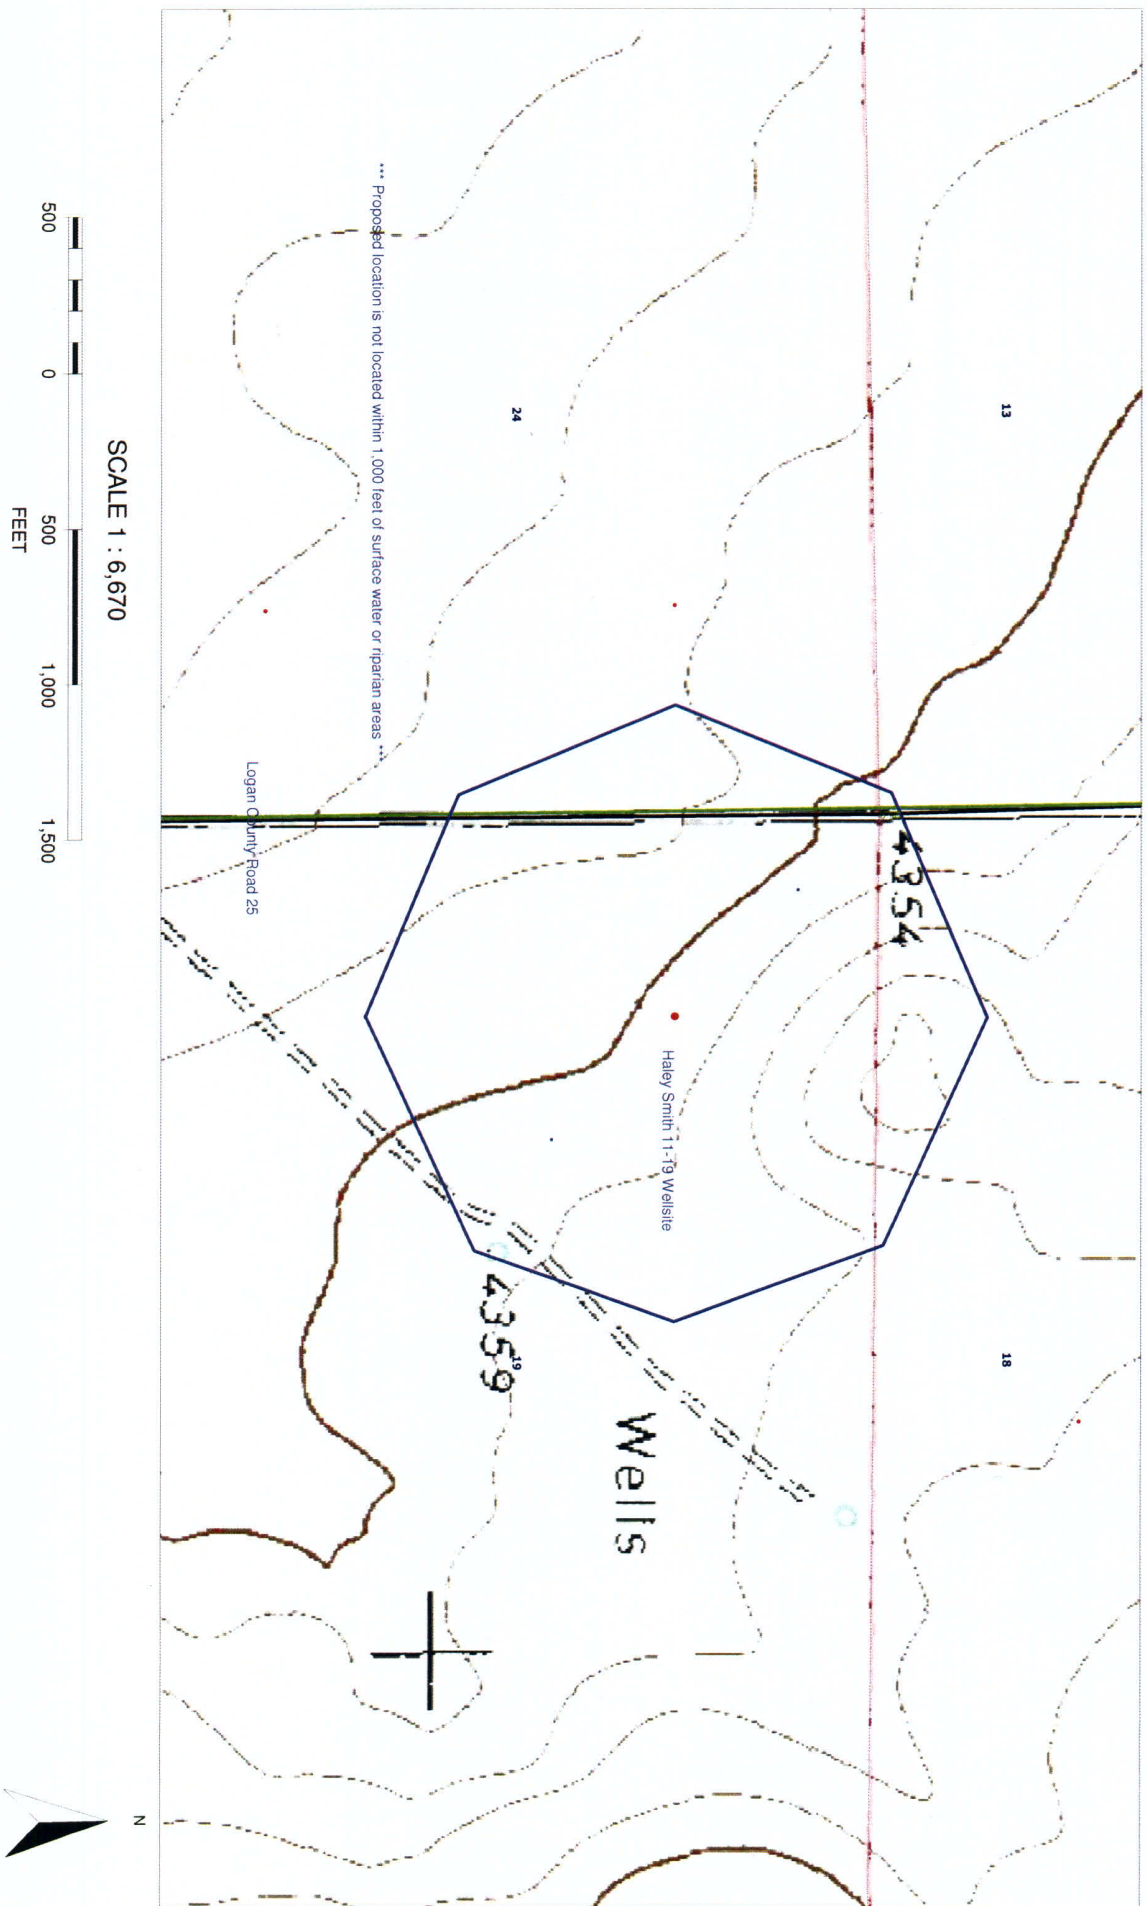 13
18
4354
Haley Smith 11-19 Wellsite
Wells
24
19
4359
*** Proposed location is not located within 1,000 feet of surface water or riparian areas ***
Logan County Road 25
N
SCALE 1 : 6,670
500 0 500 1,000 1,500
FEET